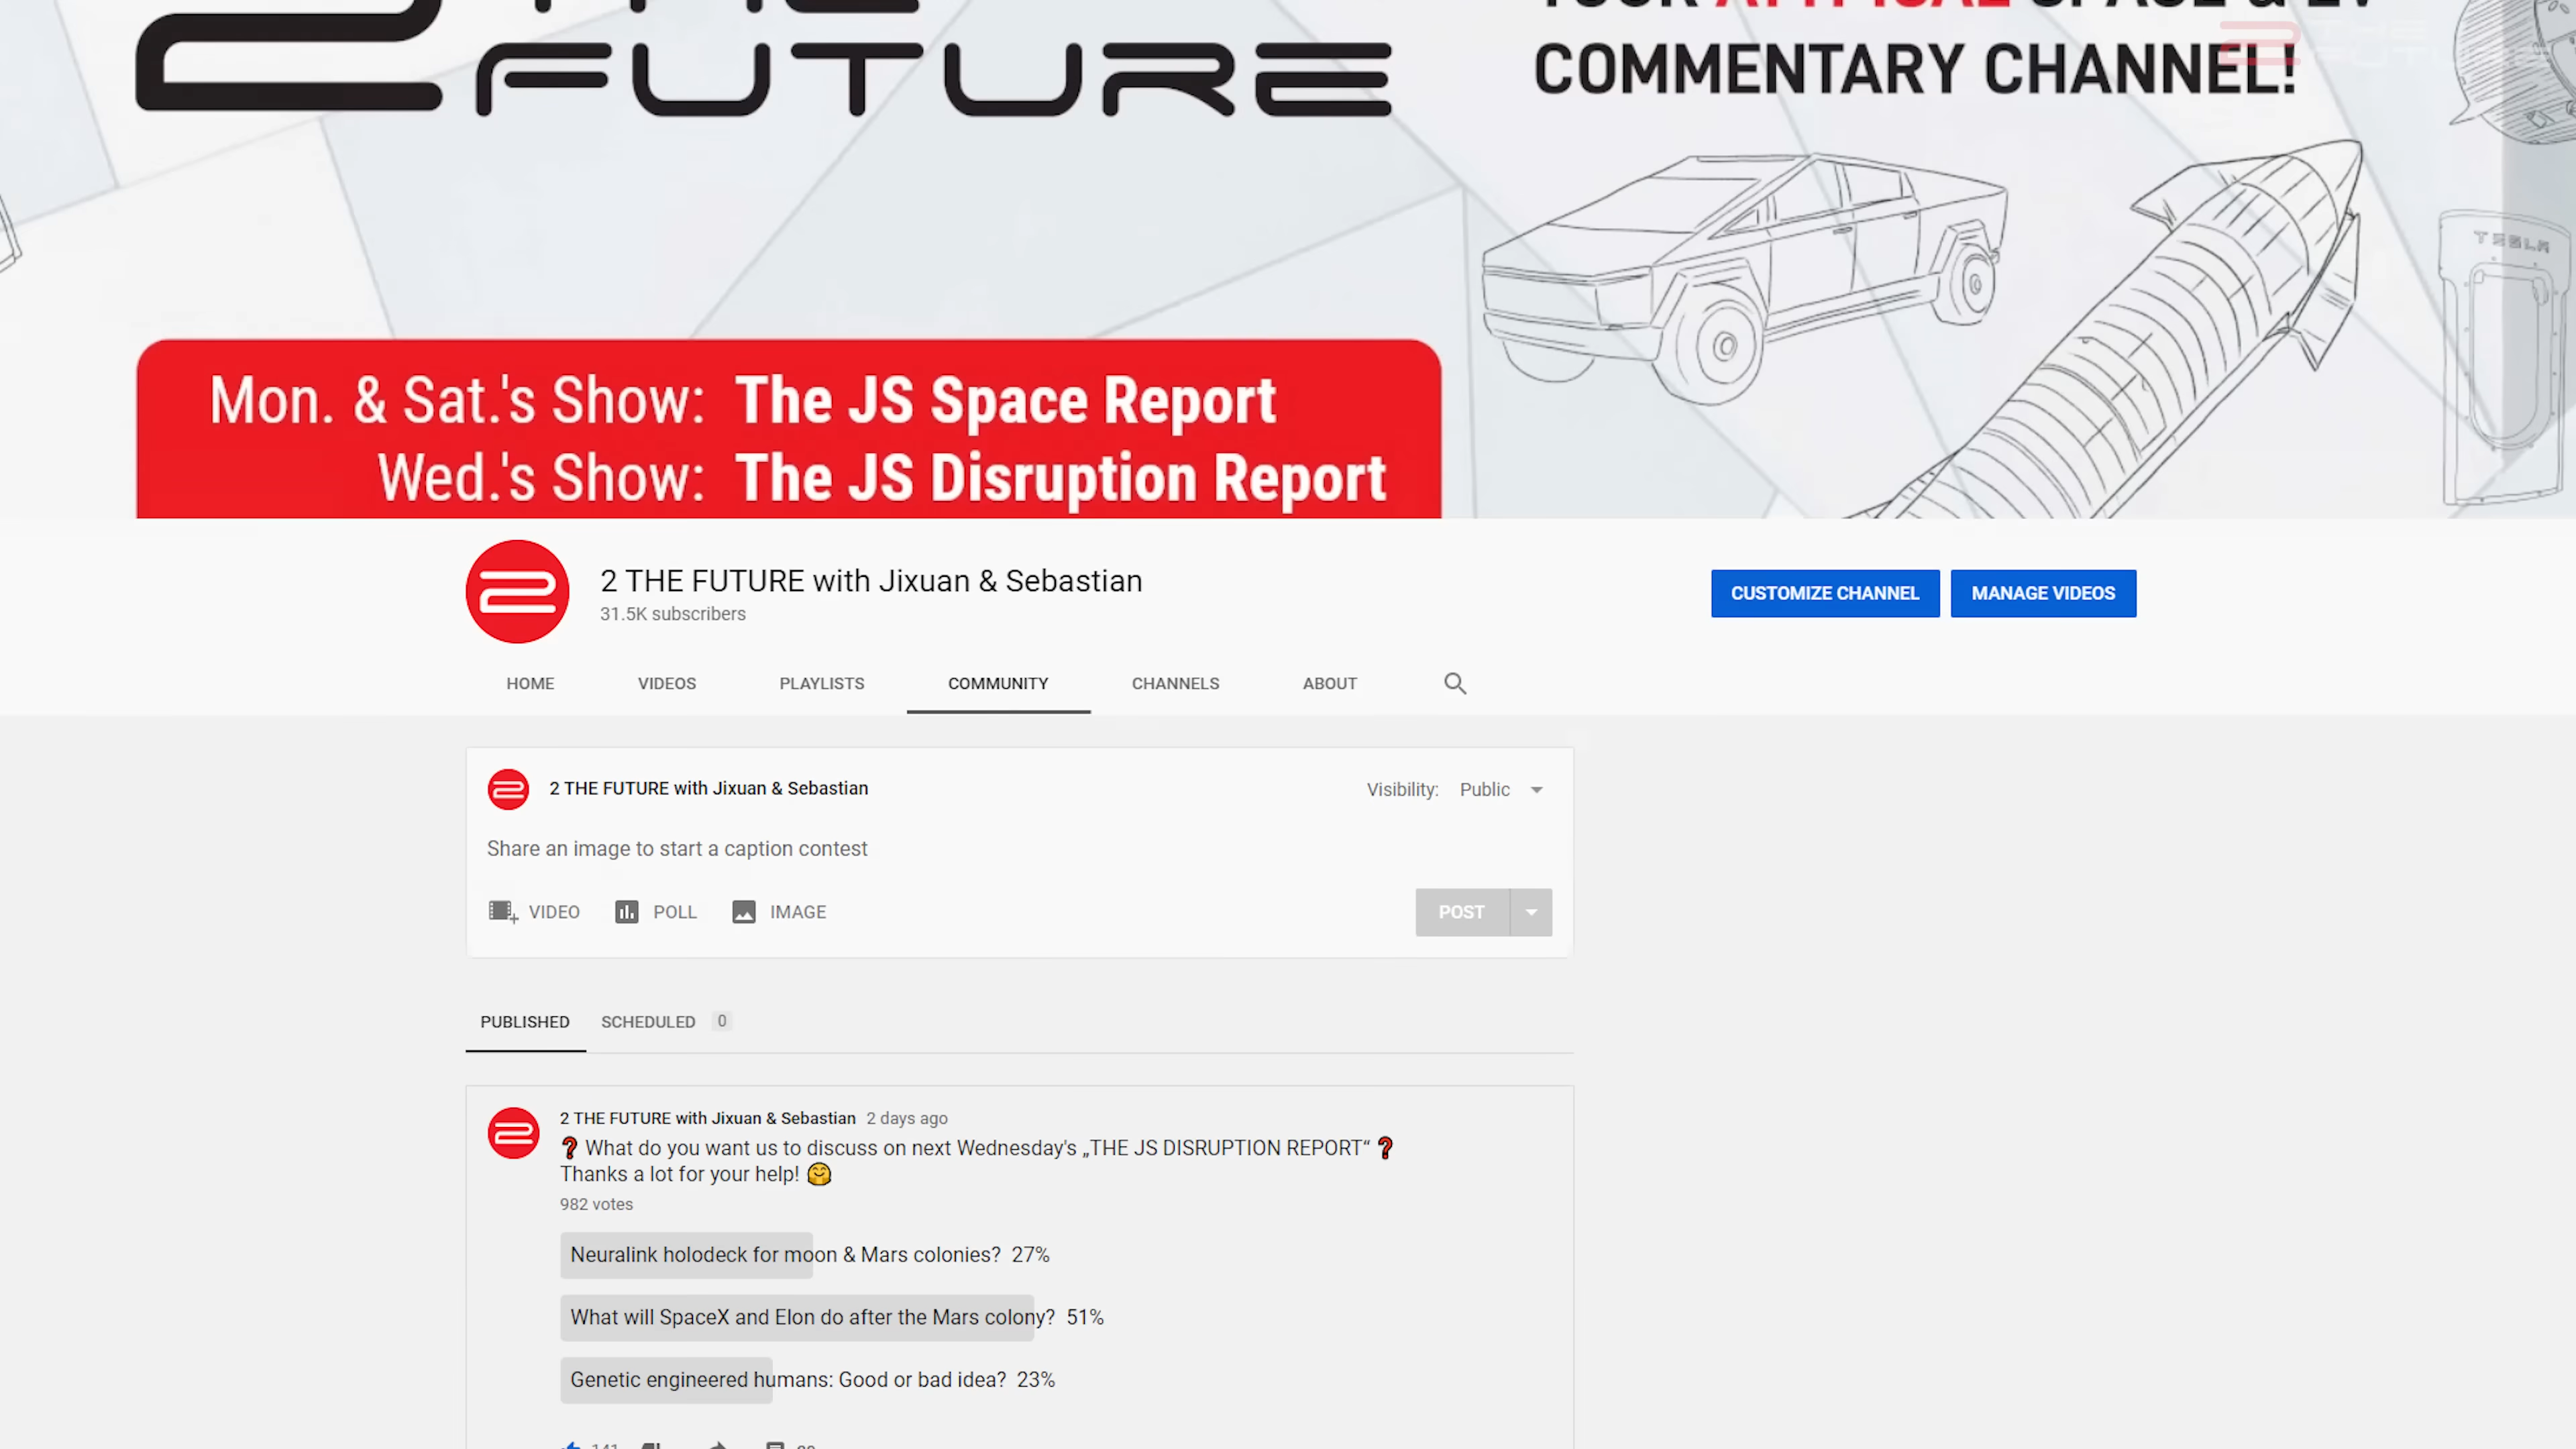 FUTURE
COMMENTARY CHANNEL!
TESLA
Mon. & Sat.'s Show: The JS Space Report
Wed.'s Show: The JS Disruption Report
2 THE FUTURE with Jixuan & Sebastian
31.5K subscribers
CUSTOMIZE CHANNEL
MANAGE VIDEOS
HOME VIDEOS PLAYLISTS COMMUNITY CHANNELS ABOUT
2 THE FUTURE with Jixuan & Sebastian
Visibility: Public
Share an image to start a caption contest
VIDEO POLL IMAGE
POST
PUBLISHED SCHEDULED 0
2 THE FUTURE with Jixuan & Sebastian 2 days ago
❓ What do you want us to discuss on next Wednesday's „THE JS DISRUPTION REPORT“ ❓
Thanks a lot for your help! 🤗
982 votes
Neuralink holodeck for moon & Mars colonies? 27%
What will SpaceX and Elon do after the Mars colony? 51%
Genetic engineered humans: Good or bad idea? 23%